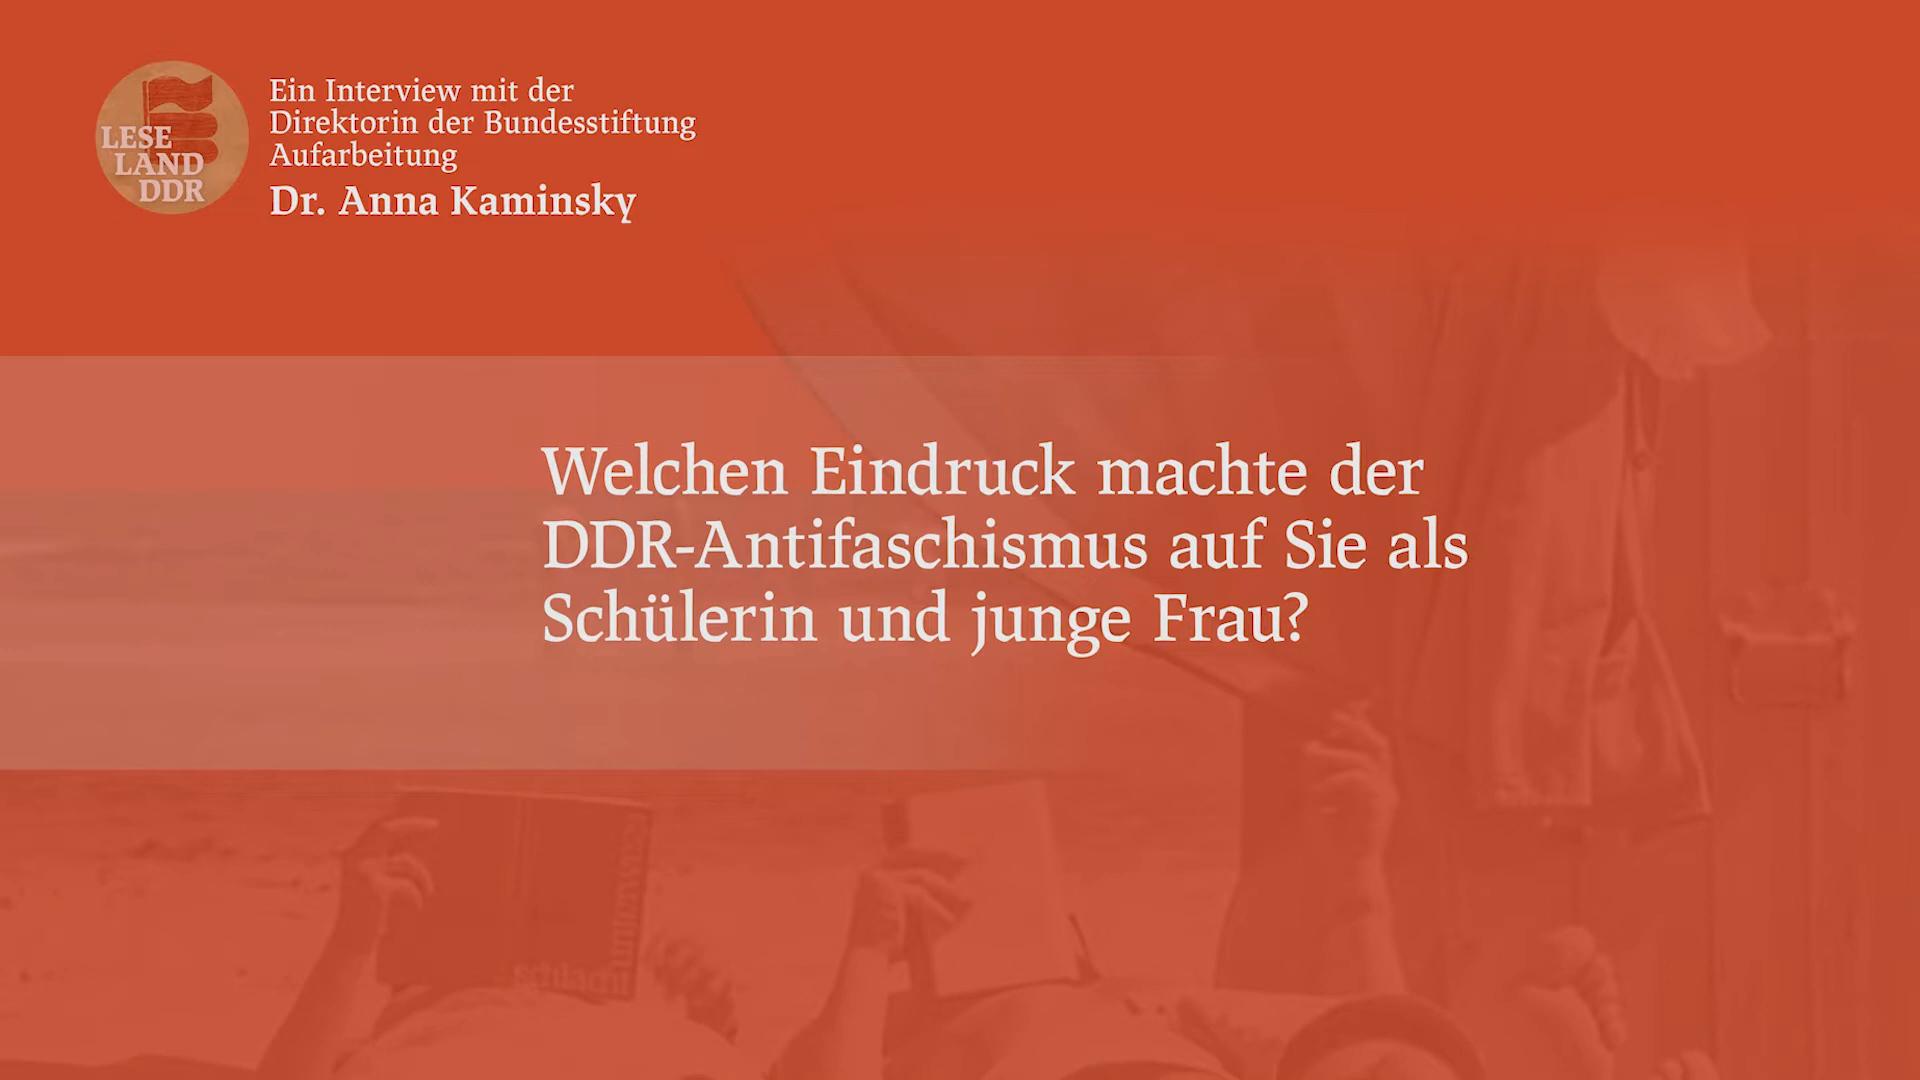 LESE
LAND
DDR
Ein Interview mit der
Direktorin der Bundesstiftung
Aufarbeitung
Dr. Anna Kaminsky
Welchen Eindruck machte der
DDR-Antifaschismus auf Sie als
Schülerin und junge Frau?